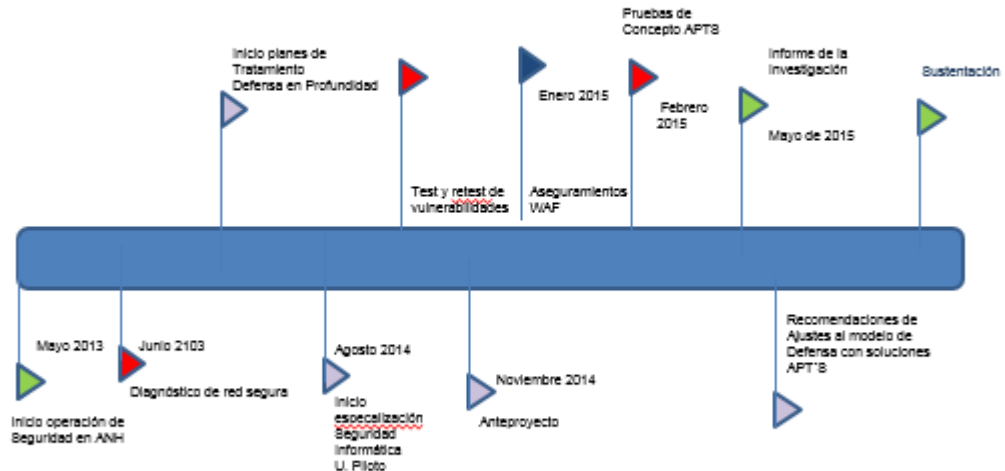 Inicio planes de
Tratamiento
Defensa en Profundidad
Test y retest de
vulnerabilidades
Enero 2015
Aseguramientos
WAF
Pruebas de
Concepto APTS
Febrero
2015
Informe de la
Investigación
Mayo de 2015
Sustentación
Mayo 2013
Inicio operación de
Seguridad en ANH
Junio 2103
Diagnóstico de red segura
Agosto 2014
Inicio
especalización
Seguridad
Informática
U. Piloto
Noviembre 2014
Anteproyecto
Recomendaciones de
Ajustes al modelo de
Defensa con soluciones
APT´S